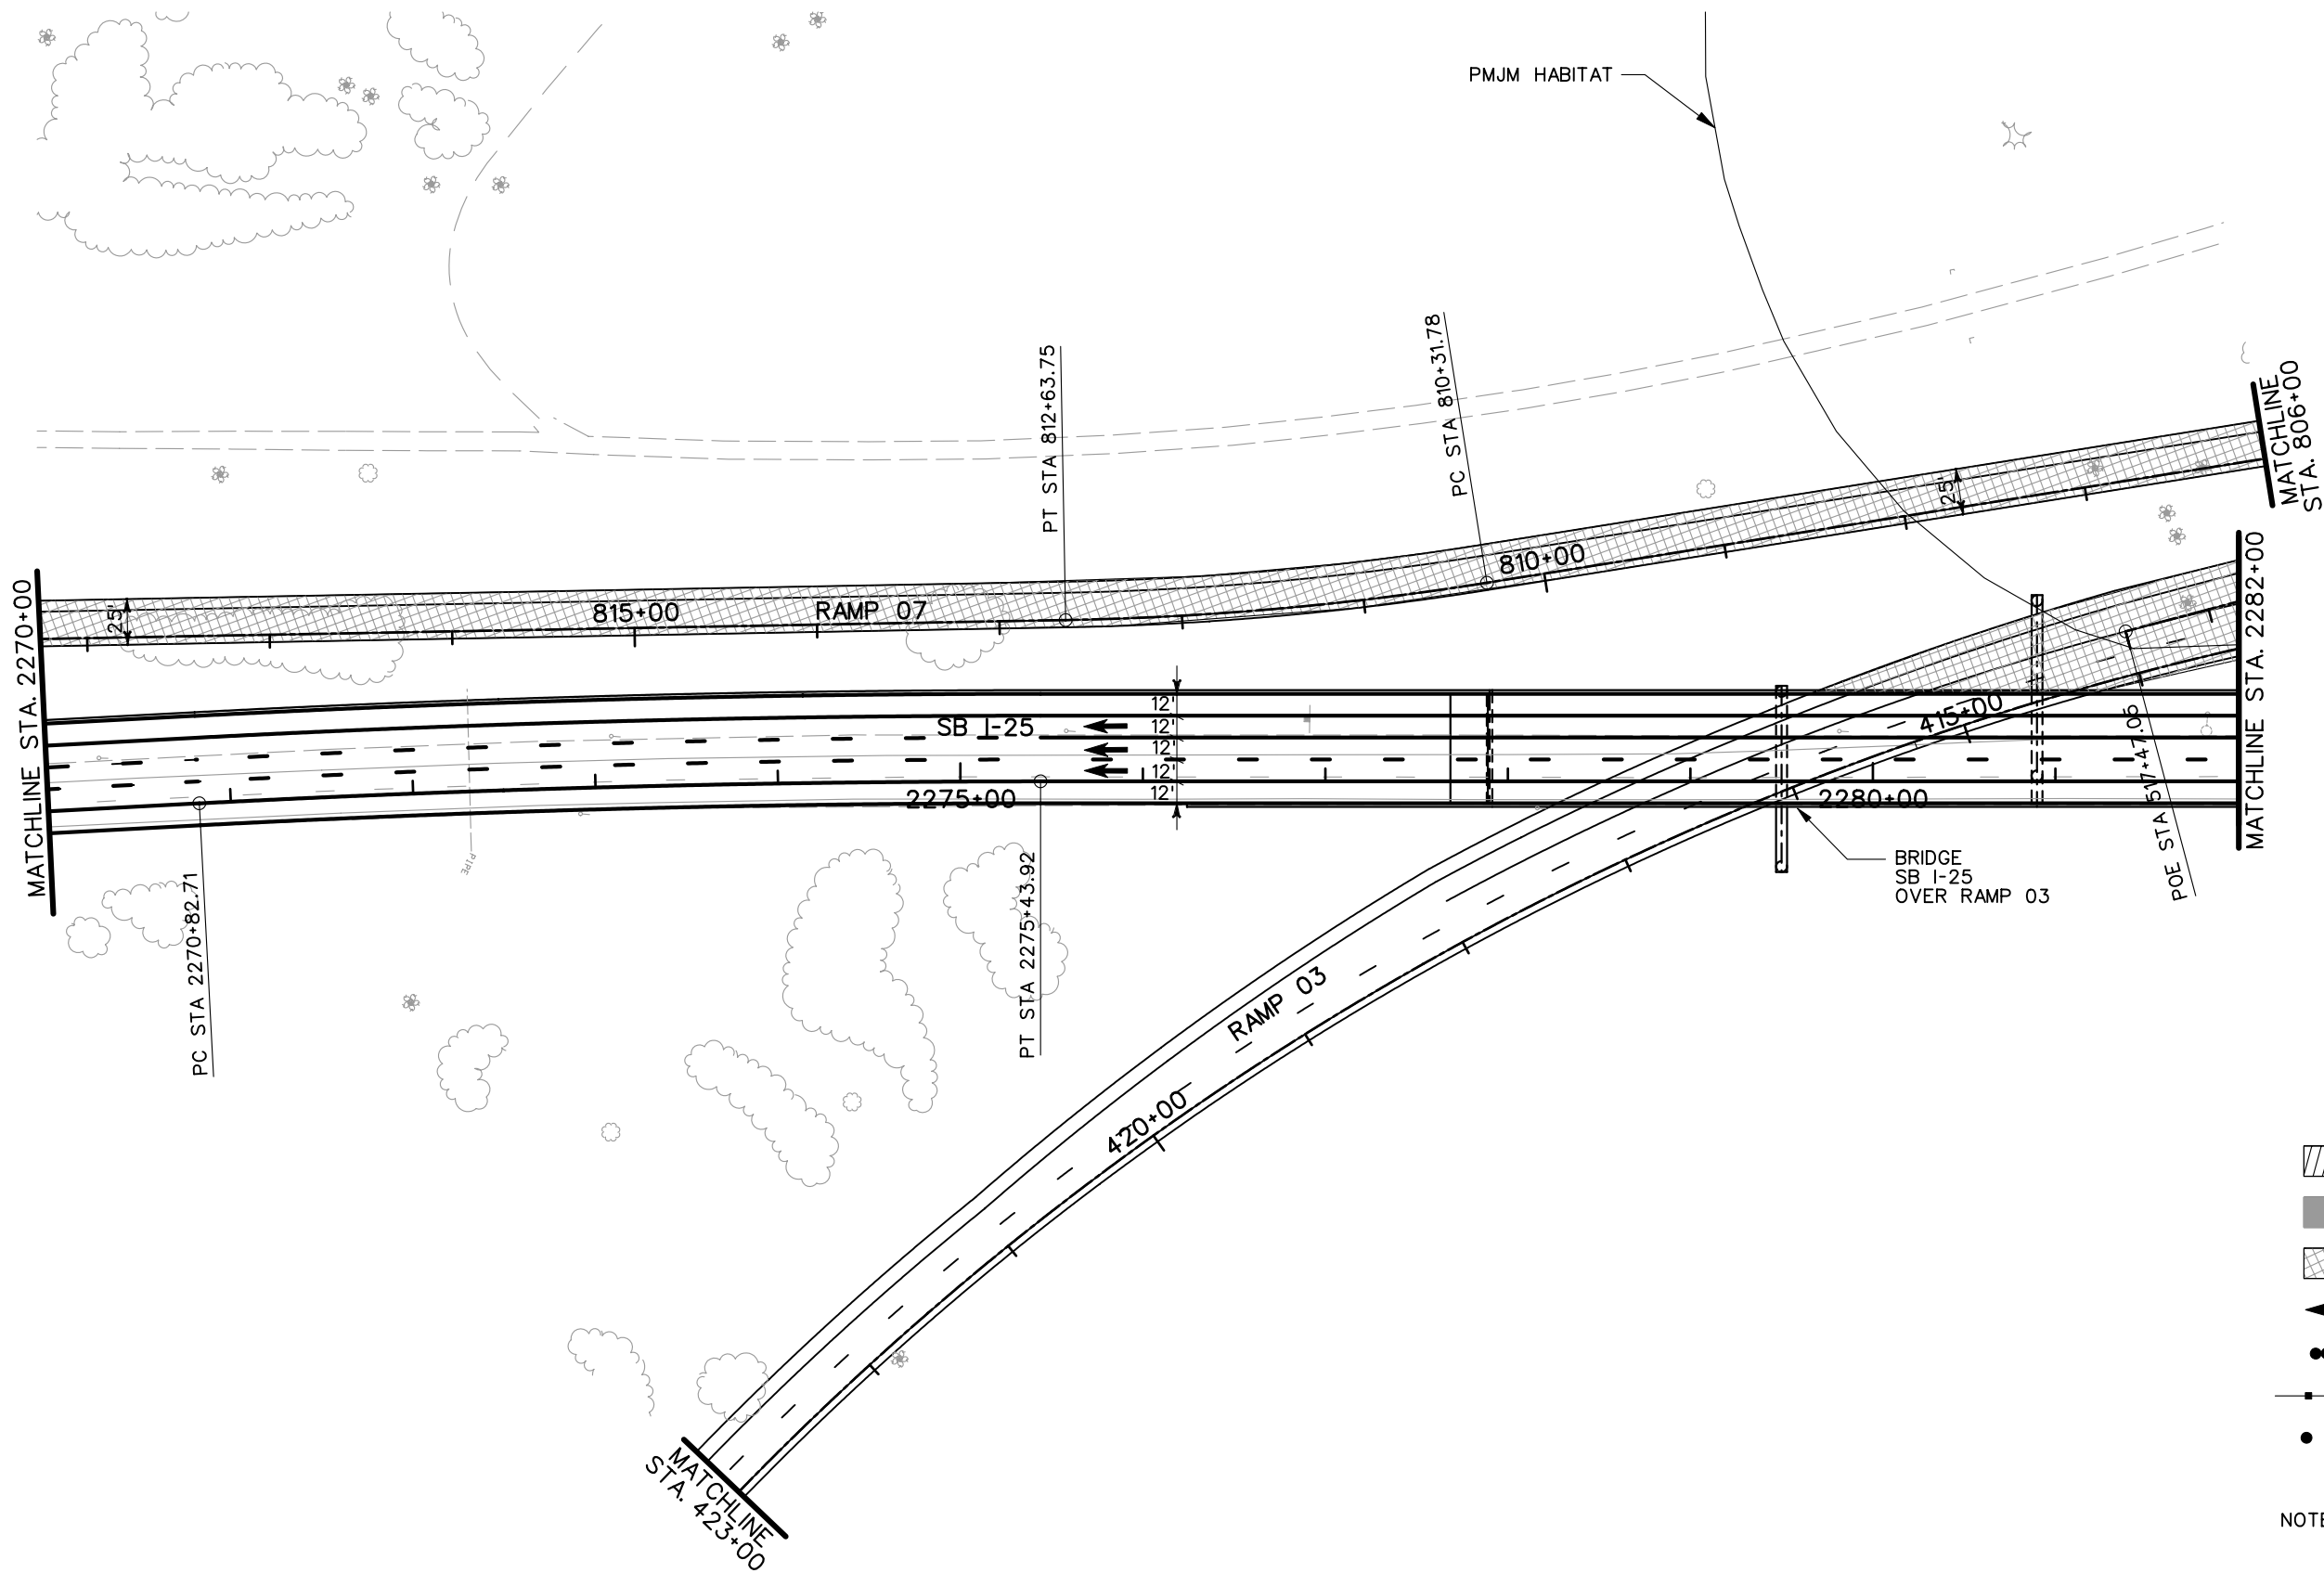 PMJM HABITAT
PT STA 812+63.75
PC STA 810+31.78
MATCHLINE
STA. 806+00
25'
810+00
25'
815+00
RAMP 07
MATCHLINE STA. 2270+00
MATCHLINE STA. 2282+00
12'
SB I-25
12'
12'
12'
12'
415+00
2275+00
2280+00
POE STA 517+47.05
PIPE
PC STA 2270+82.71
PT STA 2275+43.92
BRIDGE
SB I-25
OVER RAMP 03
RAMP 03
420+00
MATCHLINE
STA. 423+00